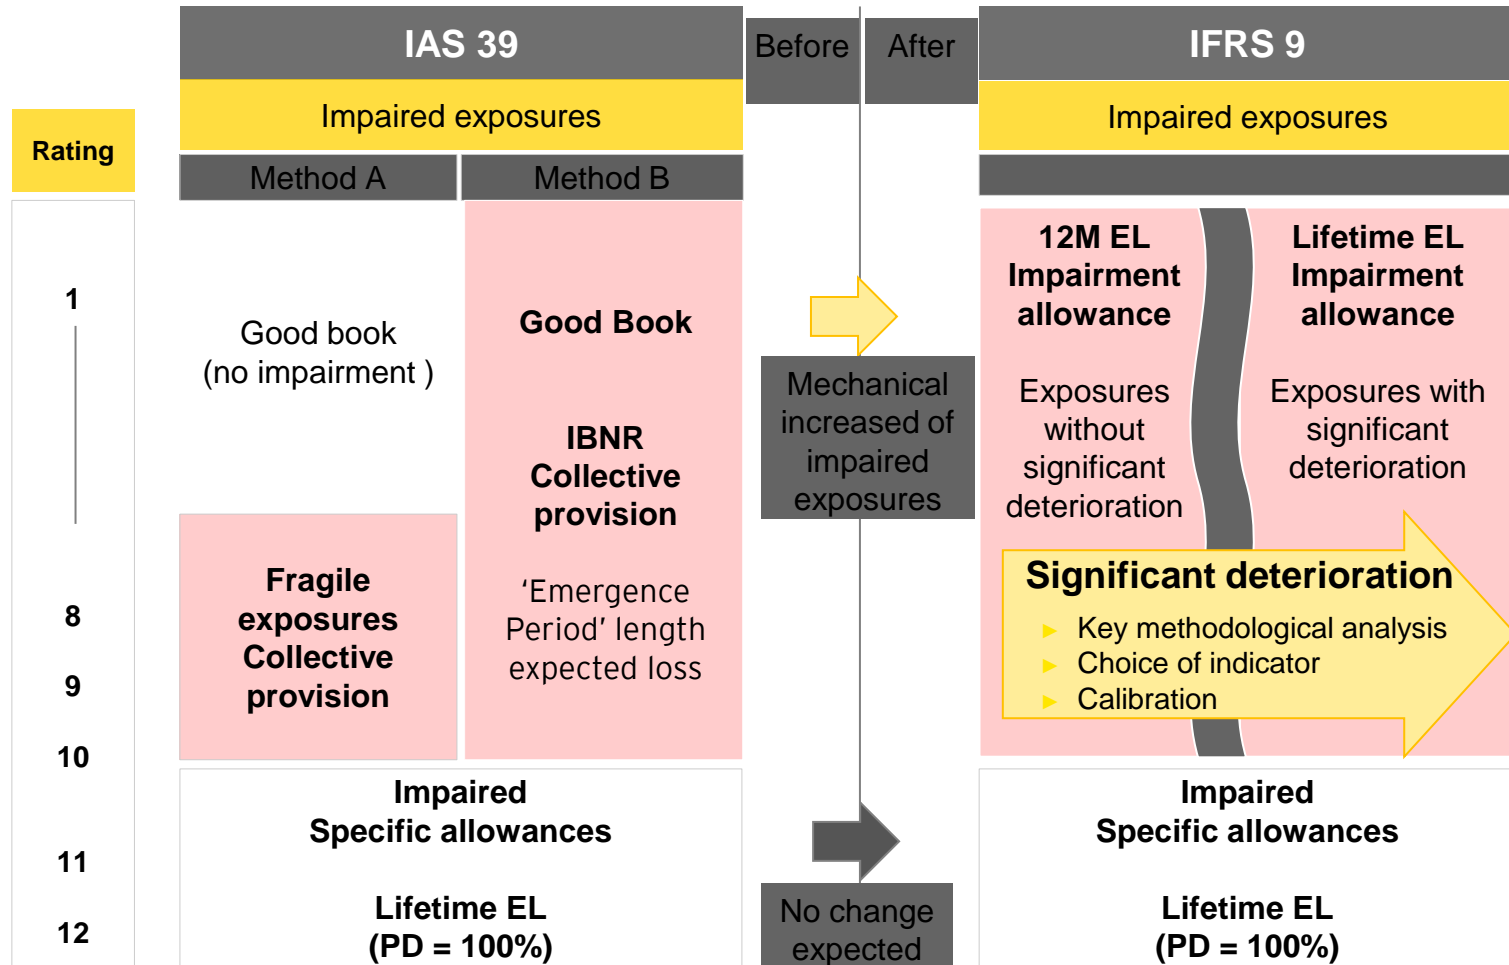 IAS 39
Before
After
IFRS 9
Impaired exposures
Impaired exposures
Rating
Method A
Method B
1
8
9
10
11
12
Good book
(no impairment )
Fragile
exposures
Collective
provision
Good Book
IBNR
Collective
provision
‘Emergence
Period’ length
expected loss
Mechanical
increased of
impaired
exposures
12M EL
Impairment
allowance
Exposures
without
significant
deterioration
Lifetime EL
Impairment
allowance
Exposures with
significant
deterioration
Significant deterioration
► Key methodological analysis
► Choice of indicator
► Calibration
Impaired
Specific allowances
Lifetime EL
(PD = 100%)
No change
expected
Impaired
Specific allowances
Lifetime EL
(PD = 100%)